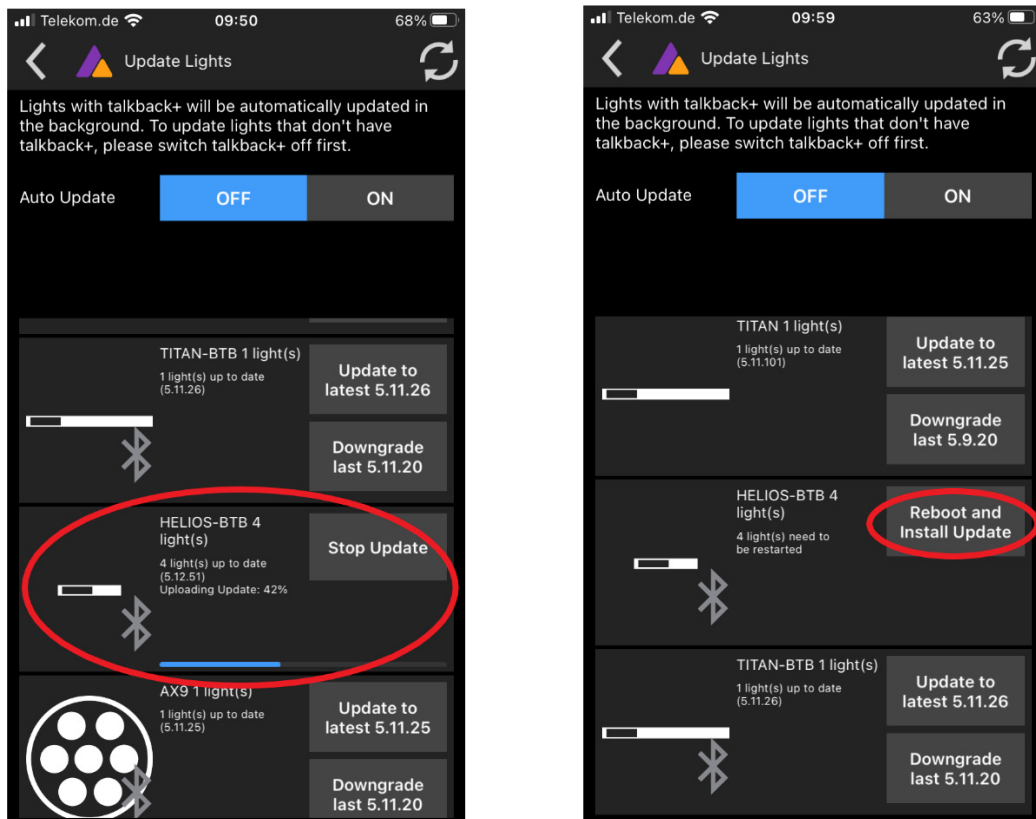 Telekom.de 09:50 68%
Update Lights
Lights with talkback+ will be automatically updated in
the background. To update lights that don't have
talkback+, please switch talkback+ off first.
Auto Update OFF ON
TITAN-BTB 1 light(s)
1 light(s) up to date
(5.11.26)
Update to
latest 5.11.26
Downgrade
last 5.11.20
HELIOS-BTB 4
light(s)
4 light(s) up to date
(5.12.51)
Uploading Update: 42%
Stop Update
AX9 1 light(s)
1 light(s) up to date
(5.11.25)
Update to
latest 5.11.25
Downgrade
last 5.11.20
Telekom.de 09:59 63%
Update Lights
Lights with talkback+ will be automatically updated in
the background. To update lights that don't have
talkback+, please switch talkback+ off first.
Auto Update OFF ON
TITAN 1 light(s)
1 light(s) up to date
(5.11.101)
Update to
latest 5.11.25
Downgrade
last 5.9.20
HELIOS-BTB 4
light(s)
4 light(s) need to
be restarted
Reboot and
Install Update
TITAN-BTB 1 light(s)
1 light(s) up to date
(5.11.26)
Update to
latest 5.11.26
Downgrade
last 5.11.20